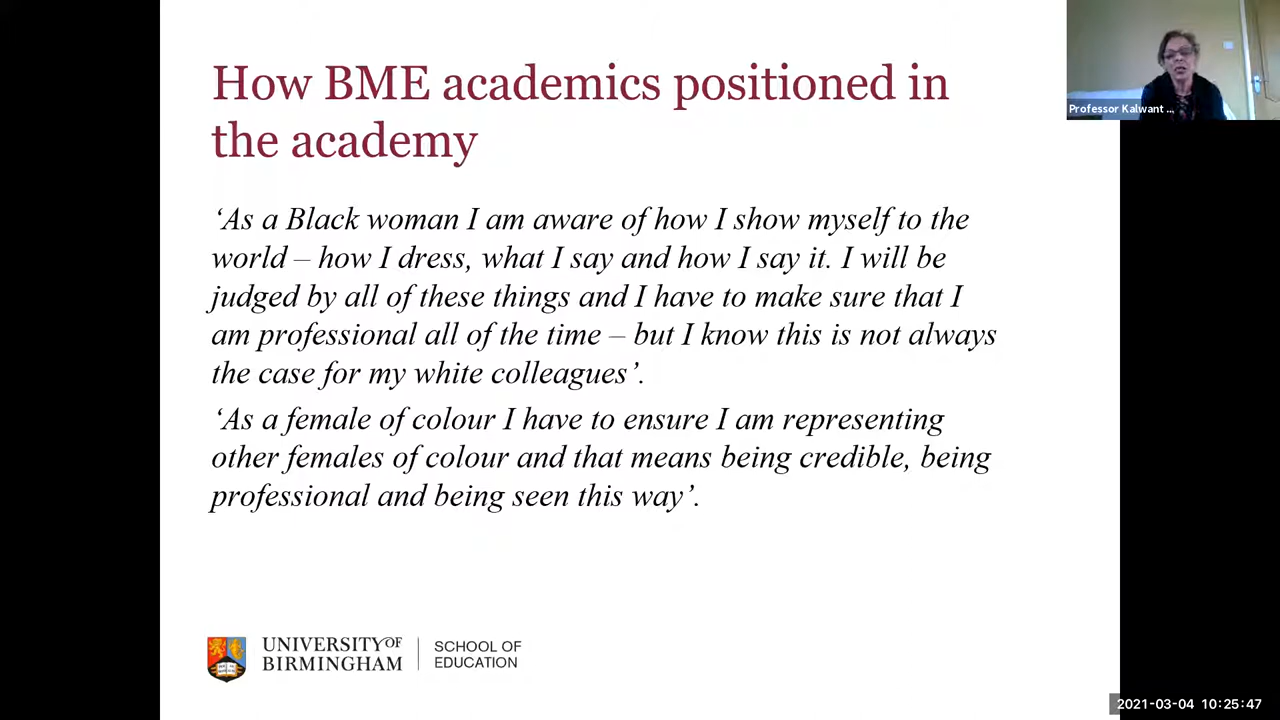 How BME academics positioned in
the academy
‘As a Black woman I am aware of how I show myself to the
world – how I dress, what I say and how I say it. I will be
judged by all of these things and I have to make sure that I
am professional all of the time – but I know this is not always
the case for my white colleagues’.
‘As a female of colour I have to ensure I am representing
other females of colour and that means being credible, being
professional and being seen this way’.
UNIVERSITY OF
BIRMINGHAM
SCHOOL OF
EDUCATION
Professor Kalwant ...
2021-03-04 10:25:47